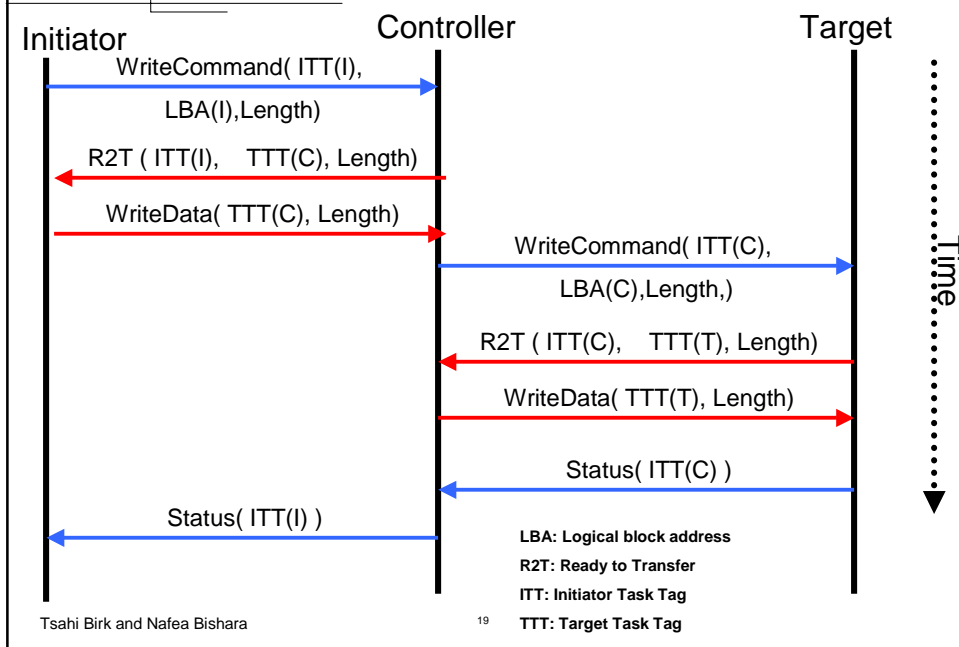 Initiator
Controller
Target
WriteCommand( ITT(I),
LBA(I),Length)
R2T ( ITT(I), TTT(C), Length)
WriteData( TTT(C), Length)
WriteCommand( ITT(C),
LBA(C),Length,)
R2T ( ITT(C), TTT(T), Length)
WriteData( TTT(T), Length)
Status( ITT(C) )
Status( ITT(I) )
Time
LBA: Logical block address
R2T: Ready to Transfer
ITT: Initiator Task Tag
TTT: Target Task Tag
Tsahi Birk and Nafea Bishara
19